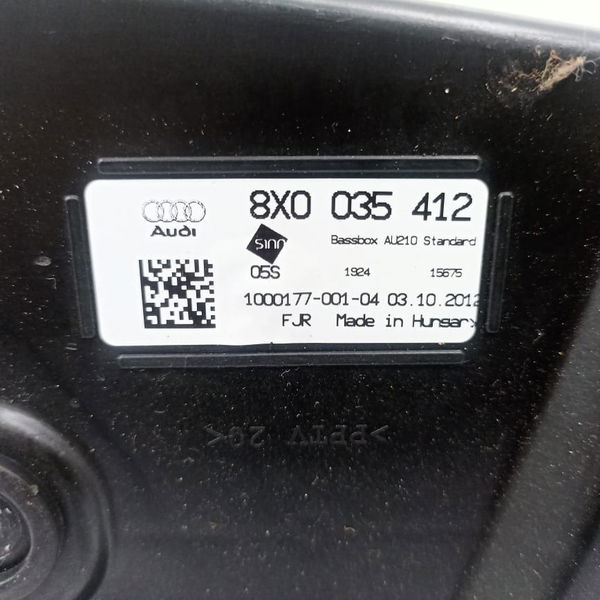 8X0 035 412
Audi
SINN
Bassbox AU210 Standard
05S 1924 15675
1000177-001-04 03.10.2012
FJR Made in Hungary
>PPTV 20<